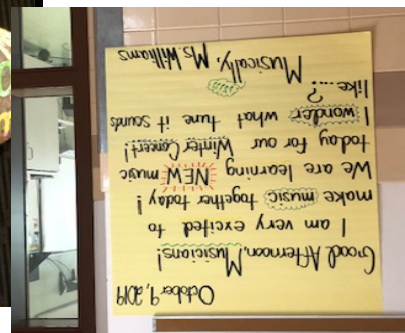 October 9, 2019
Good Afternoon, Musicians!
I am very excited to
make music together today!
We are learning NEW music
today for our Winter Concert!
I wonder what tune it sounds
like...?
Musically, Ms. Williams